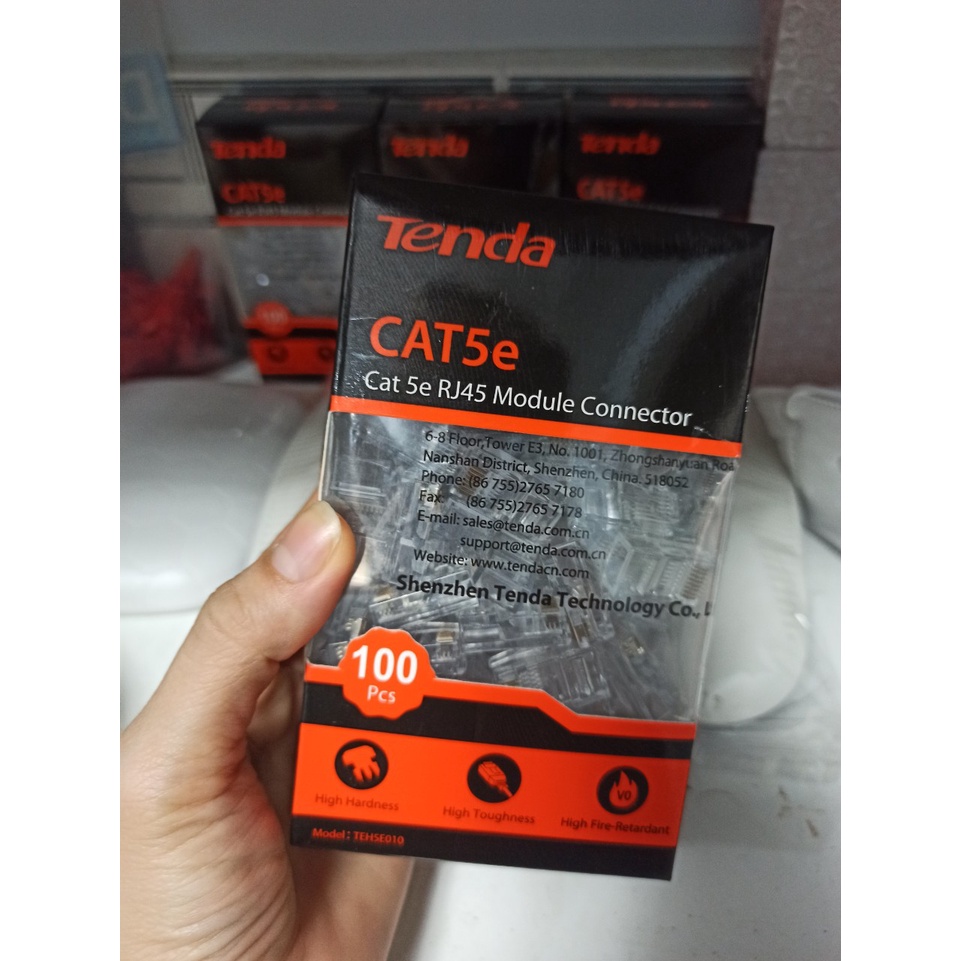 Tenda
CAT5e
Tenda
Tenda
CAT5e
Tenda
CAT5e
Cat 5e RJ45 Module Connector
6-8 Floor,Tower E3, No. 1001, Zhongshanyuan Roa
Nanshan District, Shenzhen, China. 518052
Phone: (86 755)2765 7180
Fax: (86 755)2765 7178
E-mail: sales@tenda.com.cn
support@tenda.com.cn
Website: www.tendacn.com
Shenzhen Tenda Technology Co.,
100
Pcs
V0
High Hardness
High Toughness
High Fire-Retardant
Model: TEH5E010